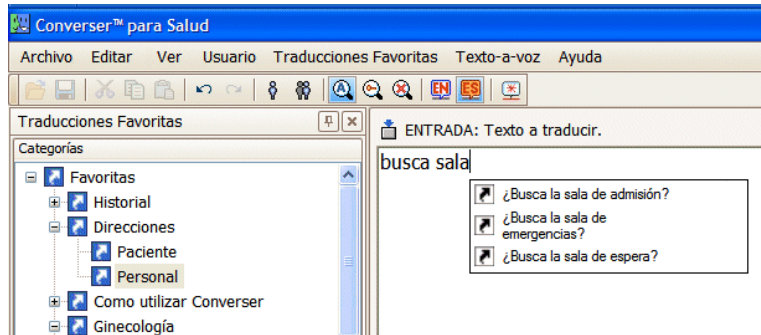 Converser™ para Salud
Archivo Editar Ver Usuario Traducciones Favoritas Texto-a-voz Ayuda
A EN ES
Traducciones Favoritas
Categorías
Favoritas
Historial
Direcciones
Paciente
Personal
Como utilizar Converser
Ginecología
ENTRADA: Texto a traducir.
busca sala
¿Busca la sala de admisión?
¿Busca la sala de
emergencias?
¿Busca la sala de espera?